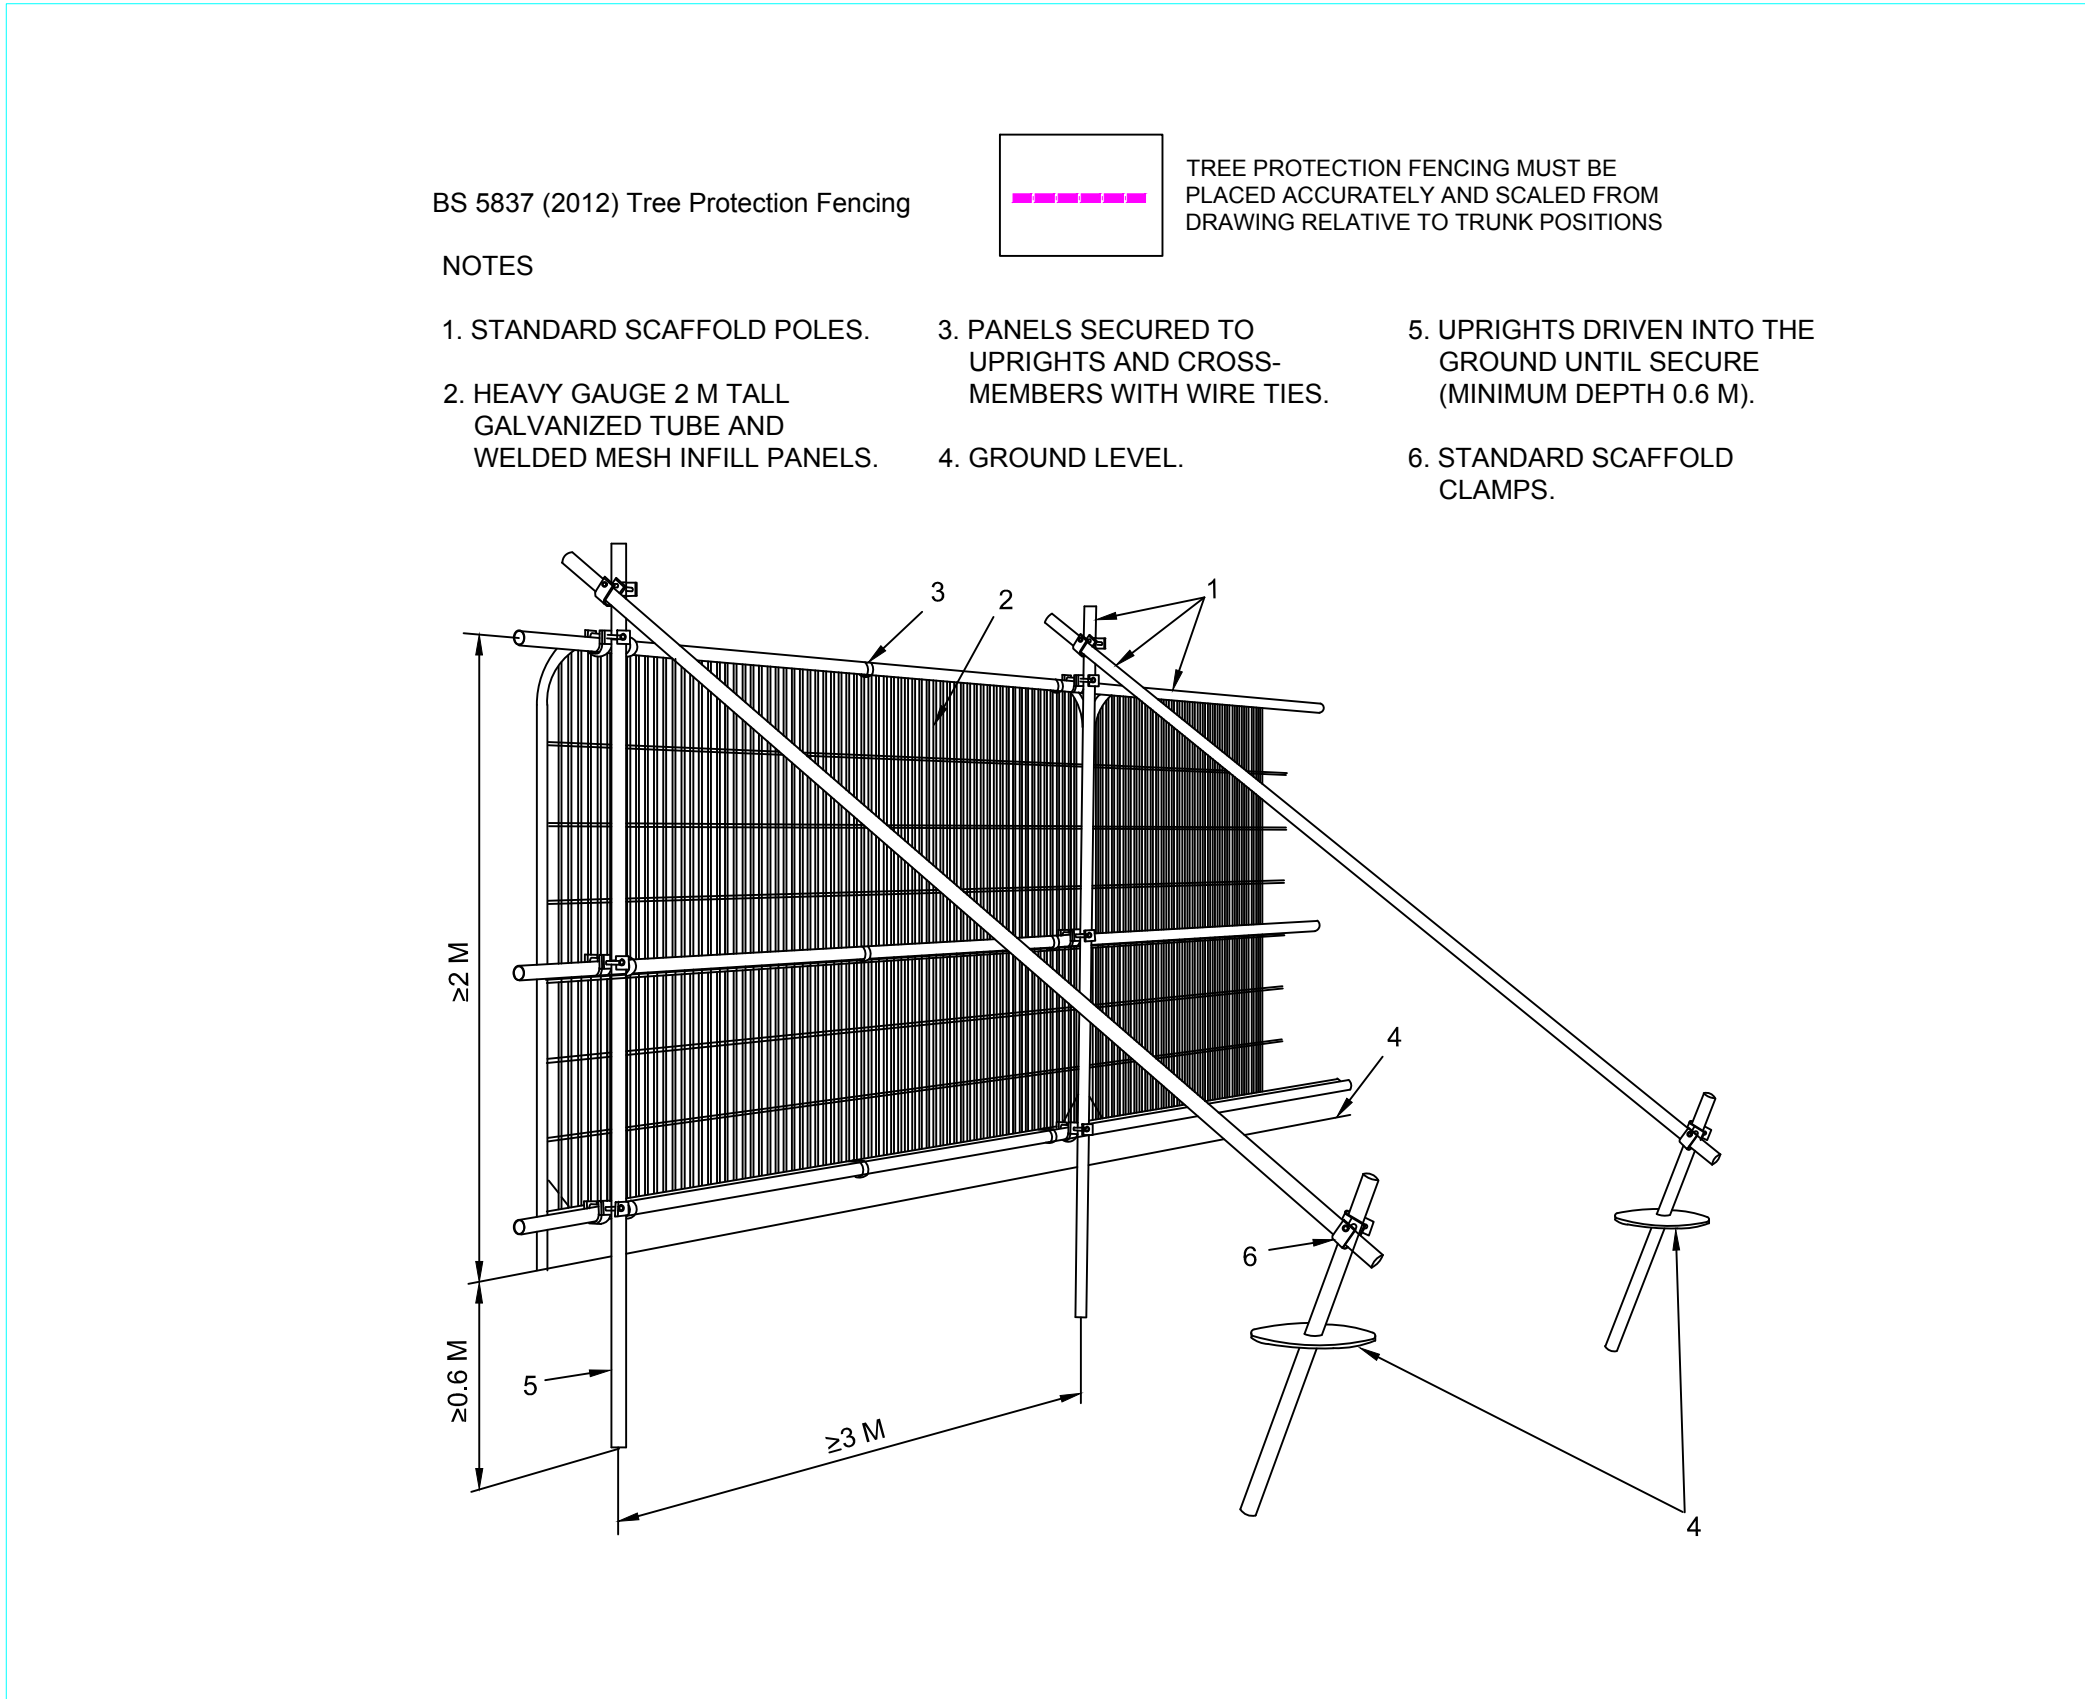 BS 5837 (2012) Tree Protection Fencing
TREE PROTECTION FENCING MUST BE
PLACED ACCURATELY AND SCALED FROM
DRAWING RELATIVE TO TRUNK POSITIONS
NOTES
1. STANDARD SCAFFOLD POLES.
2. HEAVY GAUGE 2 M TALL
GALVANIZED TUBE AND
WELDED MESH INFILL PANELS.
3. PANELS SECURED TO
UPRIGHTS AND CROSS-
MEMBERS WITH WIRE TIES.
4. GROUND LEVEL.
5. UPRIGHTS DRIVEN INTO THE
GROUND UNTIL SECURE
(MINIMUM DEPTH 0.6 M).
6. STANDARD SCAFFOLD
CLAMPS.
3
2
1
≥2 M
4
6
≥0.6 M
5
≥3 M
4